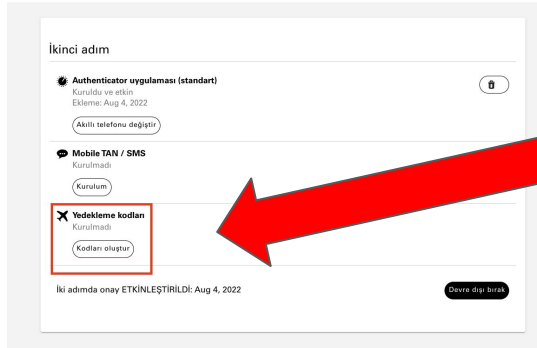 İkinci adım
Authenticator uygulaması (standart)
Kuruldu ve etkin
Ekleme: Aug 4, 2022
Akıllı telefonu değiştir
Mobile TAN / SMS
Kurulmadı
Kurulum
Yedekleme kodları
Kurulmadı
Kodları oluştur
İki adımda onay ETKİNLEŞTİRİLDİ: Aug 4, 2022
Devre dışı bırak